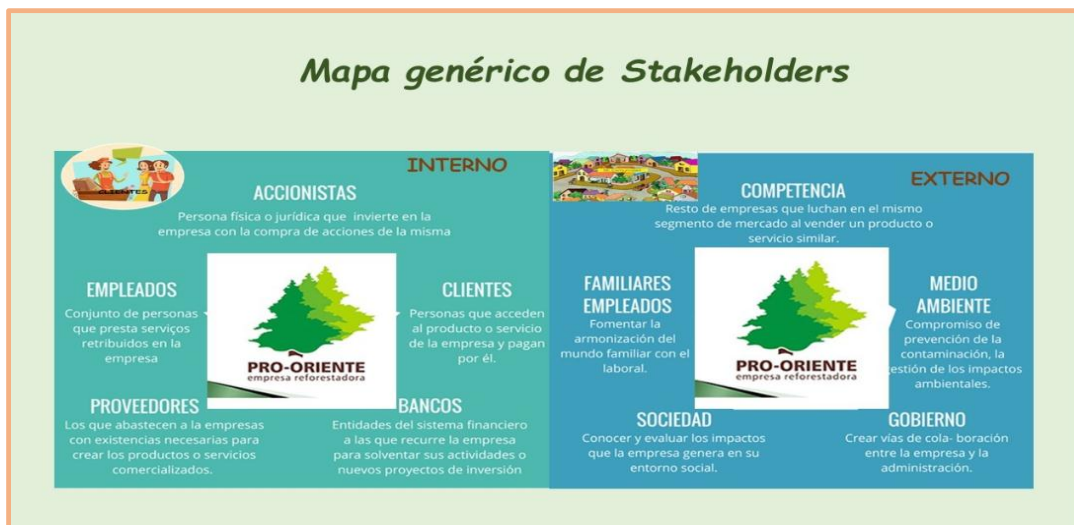 Mapa genérico de Stakeholders
INTERNO
CLIENTES
ACCIONISTAS
Persona física o jurídica que invierte en la
empresa con la compra de acciones de la misma
EMPLEADOS
Conjunto de personas
que presta serviços
retribuidos en la
empresa
CLIENTES
Personas que acceden
al producto o servicio
de la empresa y pagan
por él.
PRO-ORIENTE
empresa reforestadora
PROVEEDORES
Los que abastecen a la empresas
con existencias necesarias para
crear los productos o servicios
comercializados.
BANCOS
Entidades del sistema financiero
a las que recurre la empresa
para solventar sus actividades o
nuevos proyectos de inversión
EXTERNO
COMPETENCIA
Resto de empresas que luchan en el mismo
segmento de mercado al vender un producto o
servicio similar.
FAMILIARES
EMPLEADOS
Fomentar la
armonización del
mundo familiar con el
laboral.
PRO-ORIENTE
empresa reforestadora
MEDIO
AMBIENTE
Compromiso de
prevención de la
contaminación, la
estión de los impactos
ambientales.
SOCIEDAD
Conocer y evaluar los impactos
que la empresa genera en su
entorno social.
GOBIERNO
Crear vías de cola- boración
entre la empresa y la
administración.